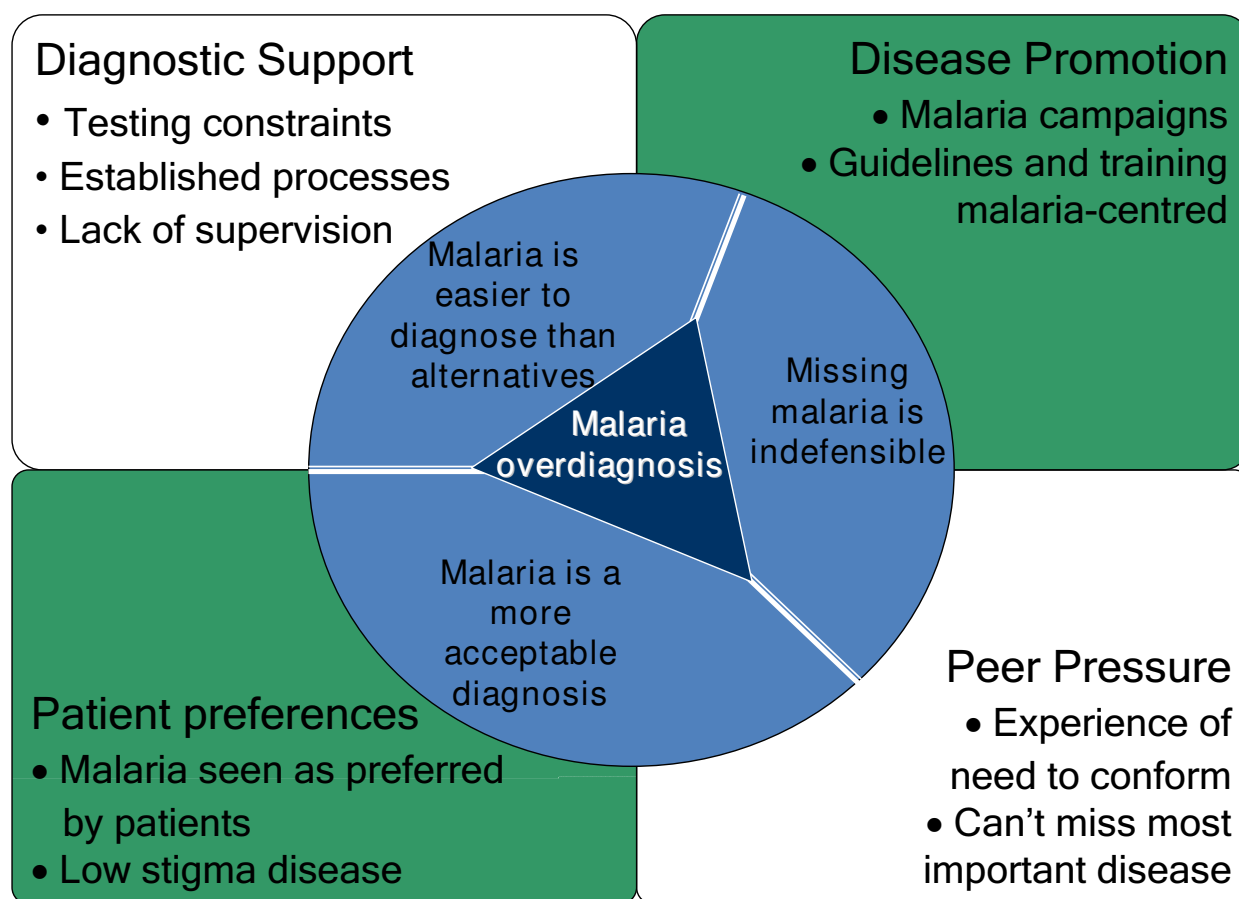 Diagnostic Support
• Testing constraints
• Established processes
• Lack of supervision
Disease Promotion
• Malaria campaigns
• Guidelines and training
malaria-centred
Malaria is
easier to
diagnose than
alternatives
Missing
malaria is
indefensible
Malaria
overdiagnosis
Malaria is a
more
acceptable
diagnosis
Patient preferences
• Malaria seen as preferred
by patients
• Low stigma disease
Peer Pressure
• Experience of
need to conform
• Can’t miss most
important disease